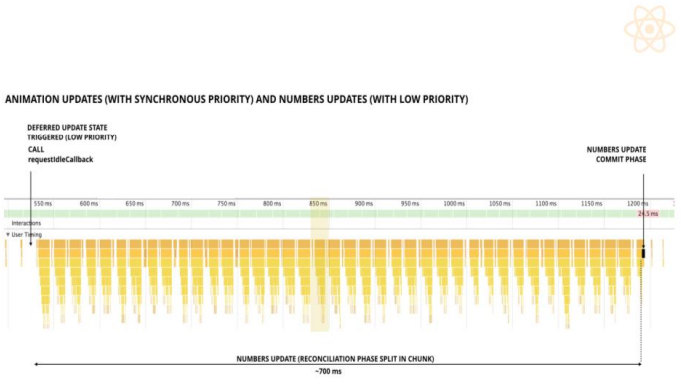 ANIMATION UPDATES (WITH SYNCHRONOUS PRIORITY) AND NUMBERS UPDATES (WITH LOW PRIORITY)
DEFERRED UPDATE STATE
TRIGGERED (LOW PRIORITY)
CALL
requestIdleCallback
NUMBERS UPDATE
COMMIT PHASE
550 ms 600 ms 650 ms 700 ms 750 ms 800 ms 850 ms 900 ms 950 ms 1000 ms 1050 ms 1100 ms 1150 ms 1200 ms
24.5 ms
Interactions
▼ User Timing
NUMBERS UPDATE (RECONCILIATION PHASE SPLIT IN CHUNK)
~700 ms